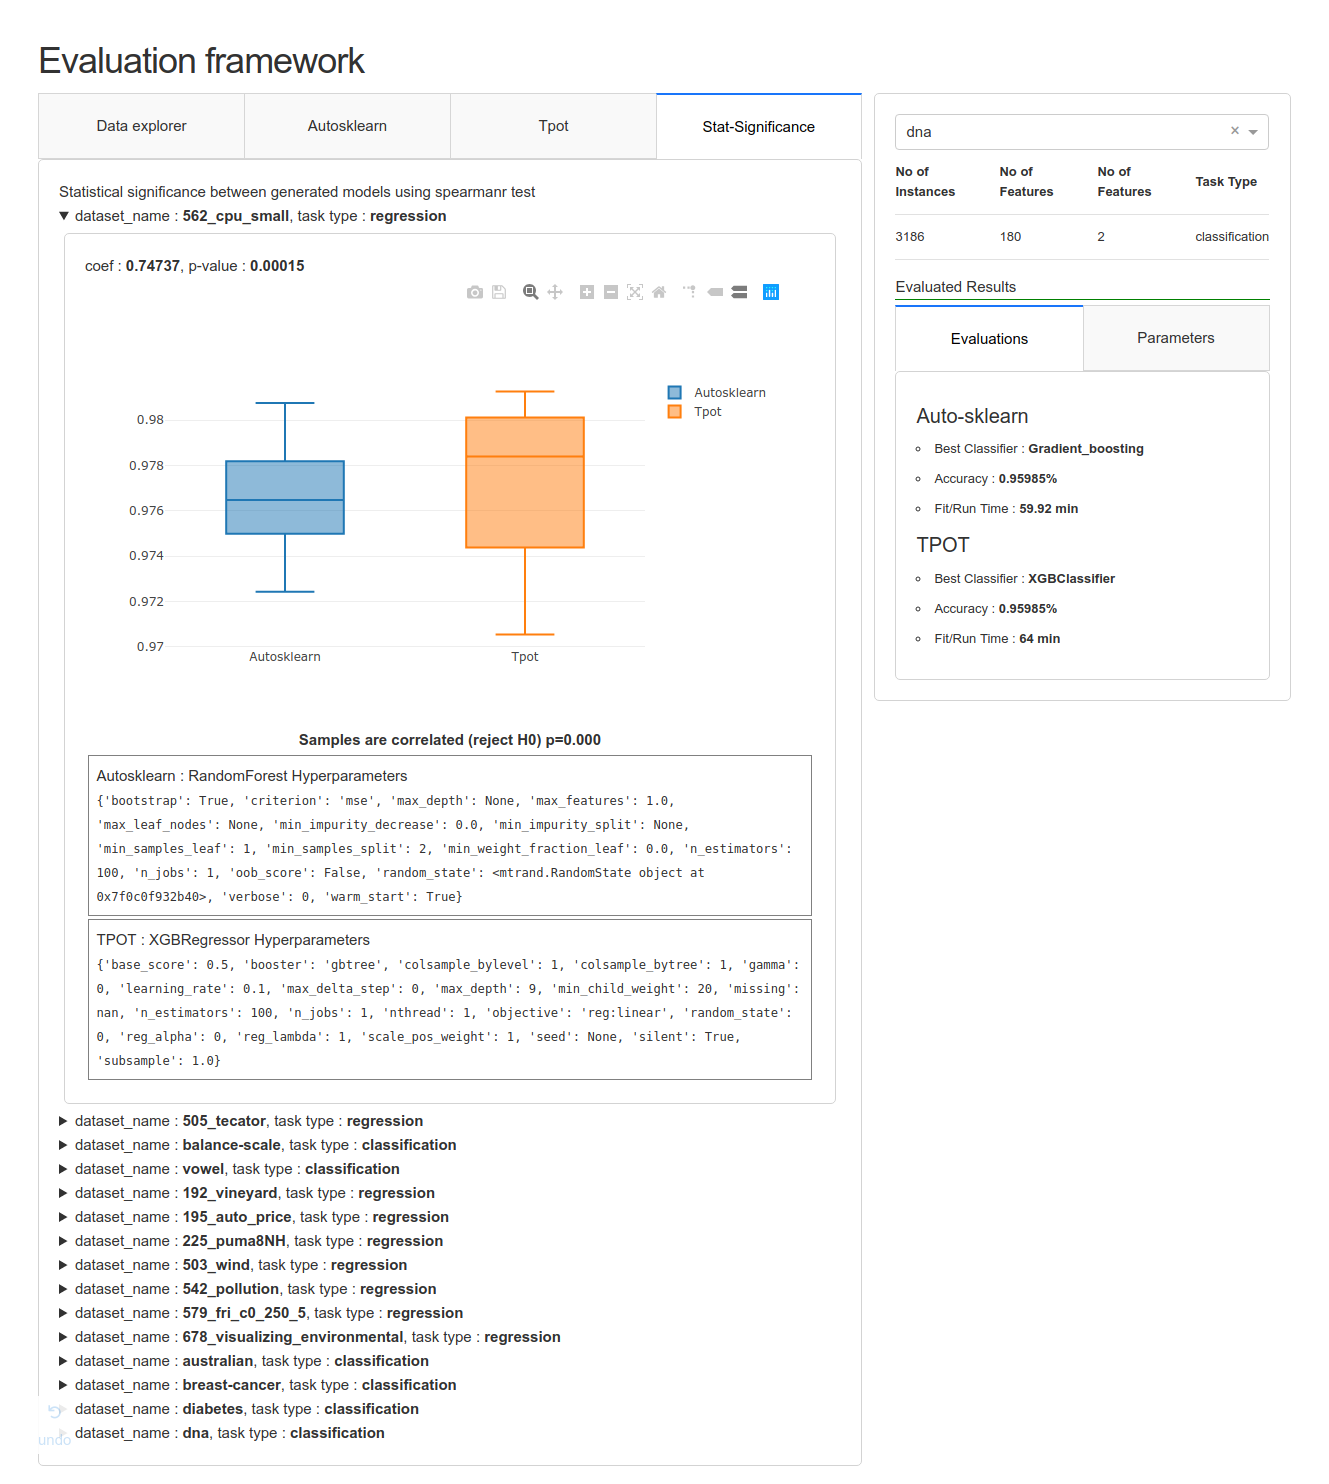 Evaluation framework
Data explorer
Autosklearn
Tpot
Stat-Significance
Statistical significance between generated models using spearmanr test
▼ dataset_name : 562_cpu_small, task type : regression
coef : 0.74737, p-value : 0.00015
Autosklearn
Tpot
0.98
0.978
0.976
0.974
0.972
0.97
Autosklearn
Tpot
Samples are correlated (reject H0) p=0.000
Autosklearn : RandomForest Hyperparameters
{'bootstrap': True, 'criterion': 'mse', 'max_depth': None, 'max_features': 1.0,
'max_leaf_nodes': None, 'min_impurity_decrease': 0.0, 'min_impurity_split': None,
'min_samples_leaf': 1, 'min_samples_split': 2, 'min_weight_fraction_leaf': 0.0, 'n_estimators':
100, 'n_jobs': 1, 'oob_score': False, 'random_state': <mtrand.RandomState object at
0x7f0c0f932b40>, 'verbose': 0, 'warm_start': True}
TPOT : XGBRegressor Hyperparameters
{'base_score': 0.5, 'booster': 'gbtree', 'colsample_bylevel': 1, 'colsample_bytree': 1, 'gamma':
0, 'learning_rate': 0.1, 'max_delta_step': 0, 'max_depth': 9, 'min_child_weight': 20, 'missing':
nan, 'n_estimators': 100, 'n_jobs': 1, 'nthread': 1, 'objective': 'reg:linear', 'random_state':
0, 'reg_alpha': 0, 'reg_lambda': 1, 'scale_pos_weight': 1, 'seed': None, 'silent': True,
'subsample': 1.0}
▶ dataset_name : 505_tecator, task type : regression
▶ dataset_name : balance-scale, task type : classification
▶ dataset_name : vowel, task type : classification
▶ dataset_name : 192_vineyard, task type : regression
▶ dataset_name : 195_auto_price, task type : regression
▶ dataset_name : 225_puma8NH, task type : regression
▶ dataset_name : 503_wind, task type : regression
▶ dataset_name : 542_pollution, task type : regression
▶ dataset_name : 579_fri_c0_250_5, task type : regression
▶ dataset_name : 678_visualizing_environmental, task type : regression
▶ dataset_name : australian, task type : classification
▶ dataset_name : breast-cancer, task type : classification
▶ dataset_name : diabetes, task type : classification
▶ dataset_name : dna, task type : classification
undo
dna
No of Instances
No of Features
No of Features
Task Type
3186
180
2
classification
Evaluated Results
Evaluations
Parameters
Auto-sklearn
Best Classifier : Gradient_boosting
Accuracy : 0.95985%
Fit/Run Time : 59.92 min
TPOT
Best Classifier : XGBClassifier
Accuracy : 0.95985%
Fit/Run Time : 64 min